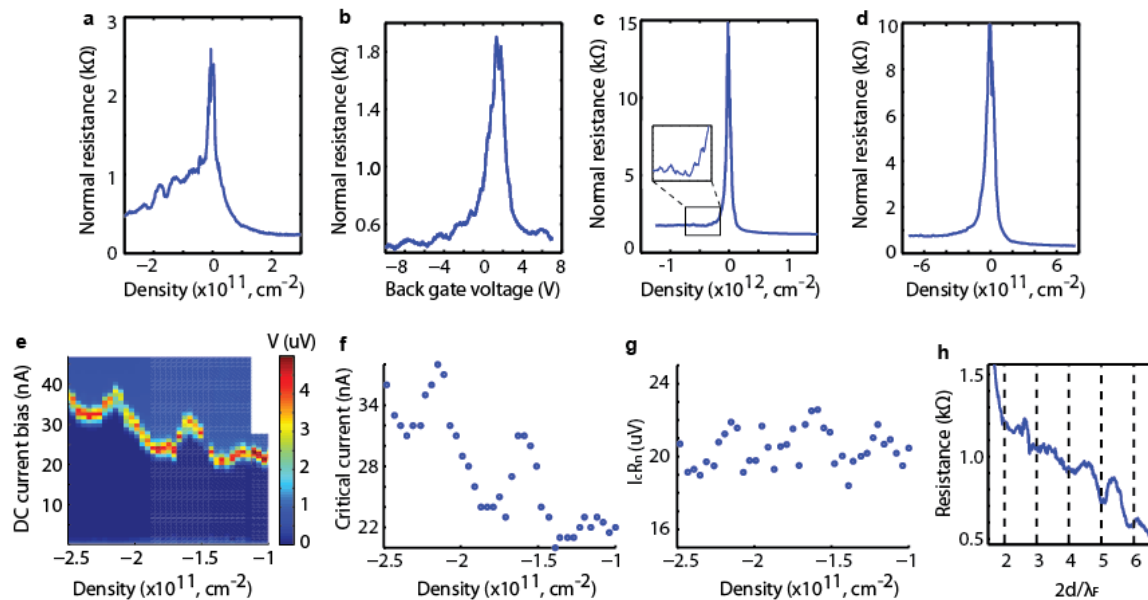 a
3
2
1
0
Normal resistance (kΩ)
−2 0 2
Density (x10¹¹, cm⁻²)
b
1.8
1.4
1.0
0.6
Normal resistance (kΩ)
−10 −8 −4 0 4 8
Back gate voltage (V)
c
15
10
5
0
Normal resistance (kΩ)
−1 0 1
Density (x10¹², cm⁻²)
d
10
8
6
4
2
0
Normal resistance (kΩ)
-6 0 6
Density (x10¹¹, cm⁻²)
e
V (uV)
40
30
20
10
DC current bias (nA)
4
3
2
1
0
−2.5 −2 −1.5 −1
Density (x10¹¹, cm⁻²)
f
34
28
22
Critical current (nA)
−2.5 −2 −1.5 −1
Density (x10¹¹, cm⁻²)
g
24
20
16
IcRn (uV)
−2.5 −2 −1.5 −1
Density (x10¹¹, cm⁻²)
h
1.5
1.0
0.5
Resistance (kΩ)
2 3 4 5 6
2d/λF